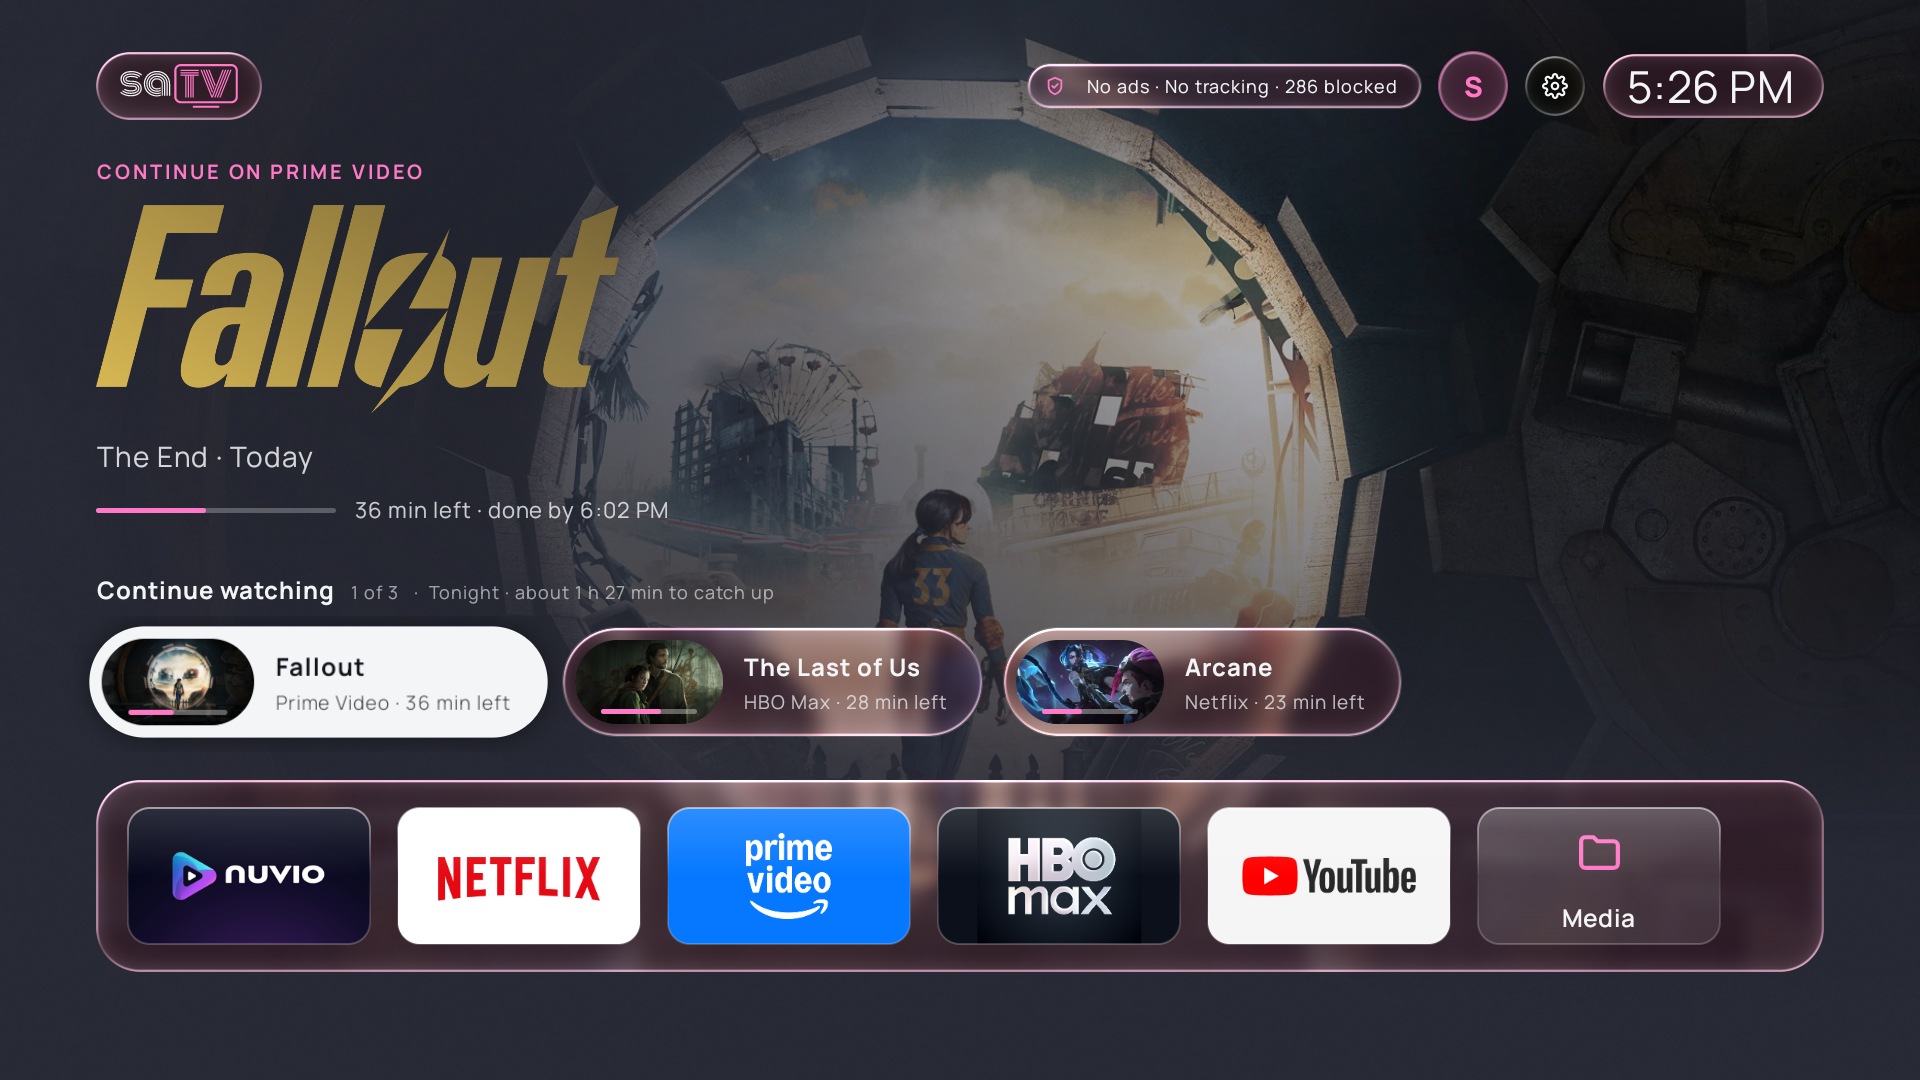 saTV
No ads · No tracking · 286 blocked
S
5:26 PM
CONTINUE ON PRIME VIDEO
Fallout
The End · Today
36 min left · done by 6:02 PM
33
Continue watching 1 of 3 · Tonight · about 1 h 27 min to catch up
Fallout
Prime Video · 36 min left
The Last of Us
HBO Max · 28 min left
Arcane
Netflix · 23 min left
nuvio
NETFLIX
prime
video
HBO
max
YouTube
Media